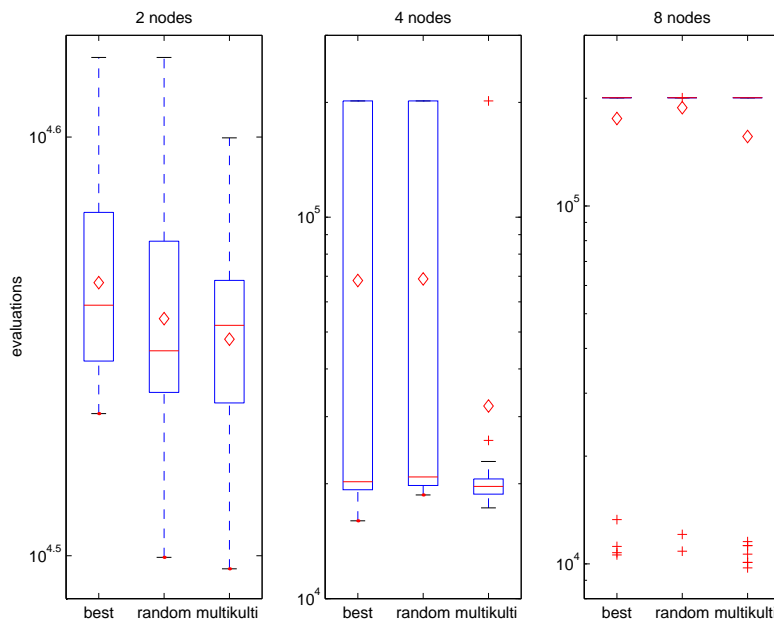 2 nodes
4 nodes
8 nodes
evaluations
10^4.6
10^4.5
best
random
multikulti
10^5
10^4
best
random
multikulti
10^5
10^4
best
random
multikulti